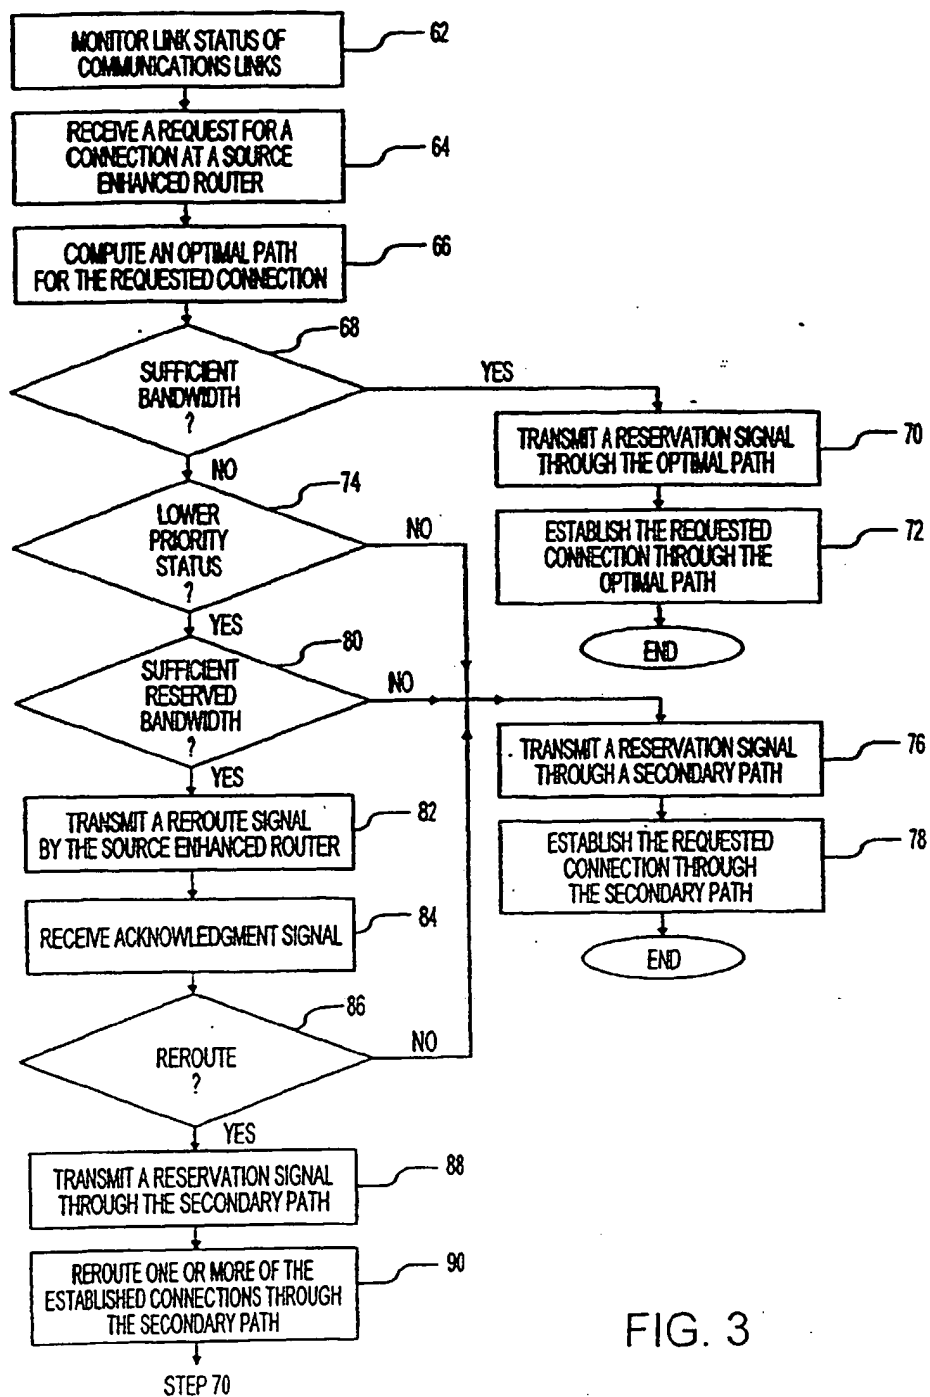 MONITOR LINK STATUS OF
COMMUNICATIONS LINKS
62
RECEIVE A REQUEST FOR A
CONNECTION AT A SOURCE
ENHANCED ROUTER
64
COMPUTE AN OPTIMAL PATH
FOR THE REQUESTED CONNECTION
66
SUFFICIENT
BANDWIDTH
?
68
YES
NO
TRANSMIT A RESERVATION SIGNAL
THROUGH THE OPTIMAL PATH
70
ESTABLISH THE REQUESTED
CONNECTION THROUGH THE
OPTIMAL PATH
72
END
LOWER
PRIORITY
STATUS
?
74
NO
YES
SUFFICIENT
RESERVED
BANDWIDTH
?
80
NO
YES
TRANSMIT A RESERVATION SIGNAL
THROUGH A SECONDARY PATH
76
ESTABLISH THE REQUESTED
CONNECTION THROUGH
THE SECONDARY PATH
78
END
TRANSMIT A REROUTE SIGNAL
BY THE SOURCE ENHANCED ROUTER
82
RECEIVE ACKNOWLEDGMENT SIGNAL
84
REROUTE
?
86
NO
YES
TRANSMIT A RESERVATION SIGNAL
THROUGH THE SECONDARY PATH
88
REROUTE ONE OR MORE OF THE
ESTABLISHED CONNECTIONS THROUGH
THE SECONDARY PATH
90
STEP 70
FIG. 3